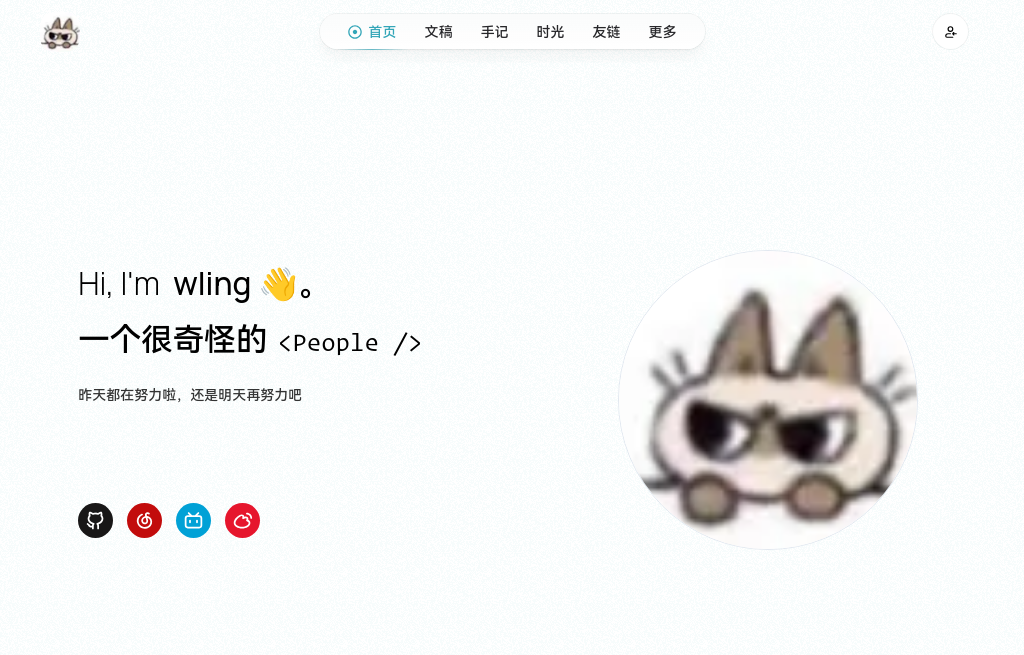 首页 文稿 手记 时光 友链 更多
Hi, I'm wling 👋。
一个很奇怪的 <People />
昨天都在努力啦，还是明天再努力吧